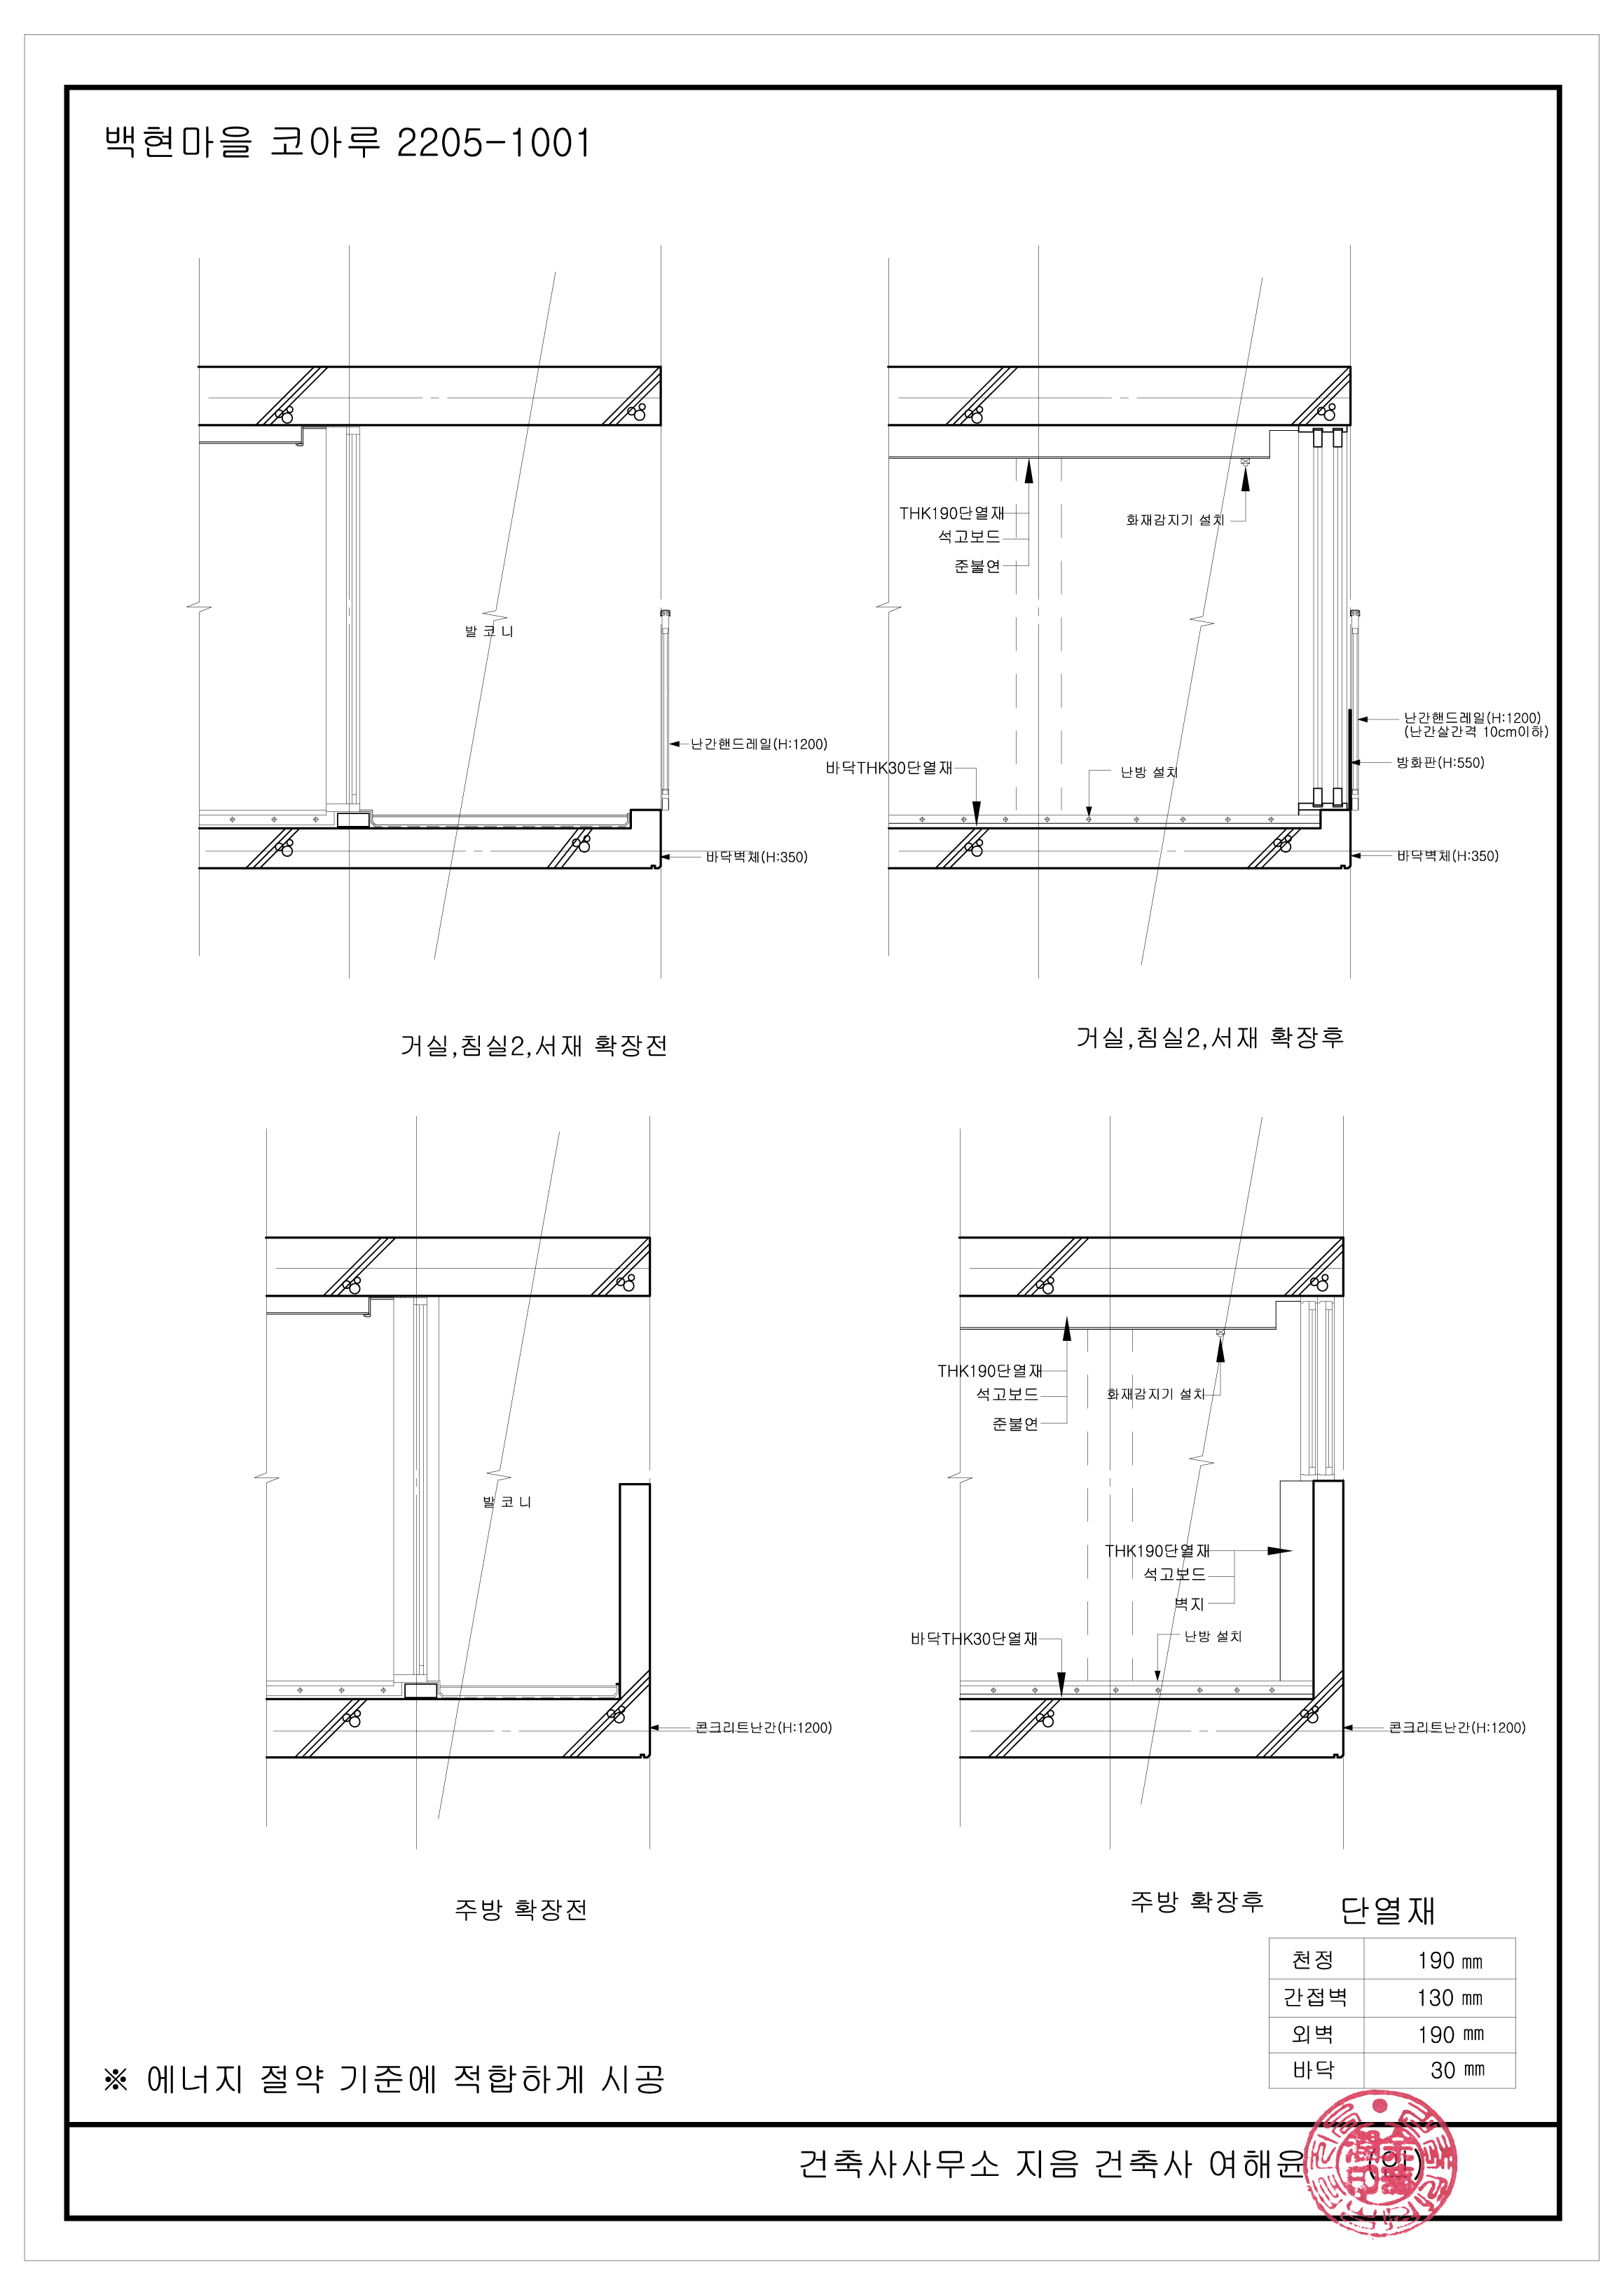 백현마을 코아루 2205-1001
THK190단열재
석고보드
준불연
화재감지기 설치
발 코 니
난간핸드레일(H:1200)
바닥벽체(H:350)
바닥THK30단열재
난방 설치
난간핸드레일(H:1200)
(난간살간격 10cm이하)
방화판(H:550)
바닥벽체(H:350)
거실,침실2,서재 확장전
거실,침실2,서재 확장후
발 코 니
콘크리트난간(H:1200)
THK190단열재
석고보드
준불연
화재감지기 설치
THK190단열재
석고보드
벽지
바닥THK30단열재
난방 설치
콘크리트난간(H:1200)
주방 확장전
주방 확장후
단열재
천정 190 ㎜
간접벽 130 ㎜
외벽 190 ㎜
바닥 30 ㎜
※ 에너지 절약 기준에 적합하게 시공
건축사사무소 지음 건축사 여해윤 (인)